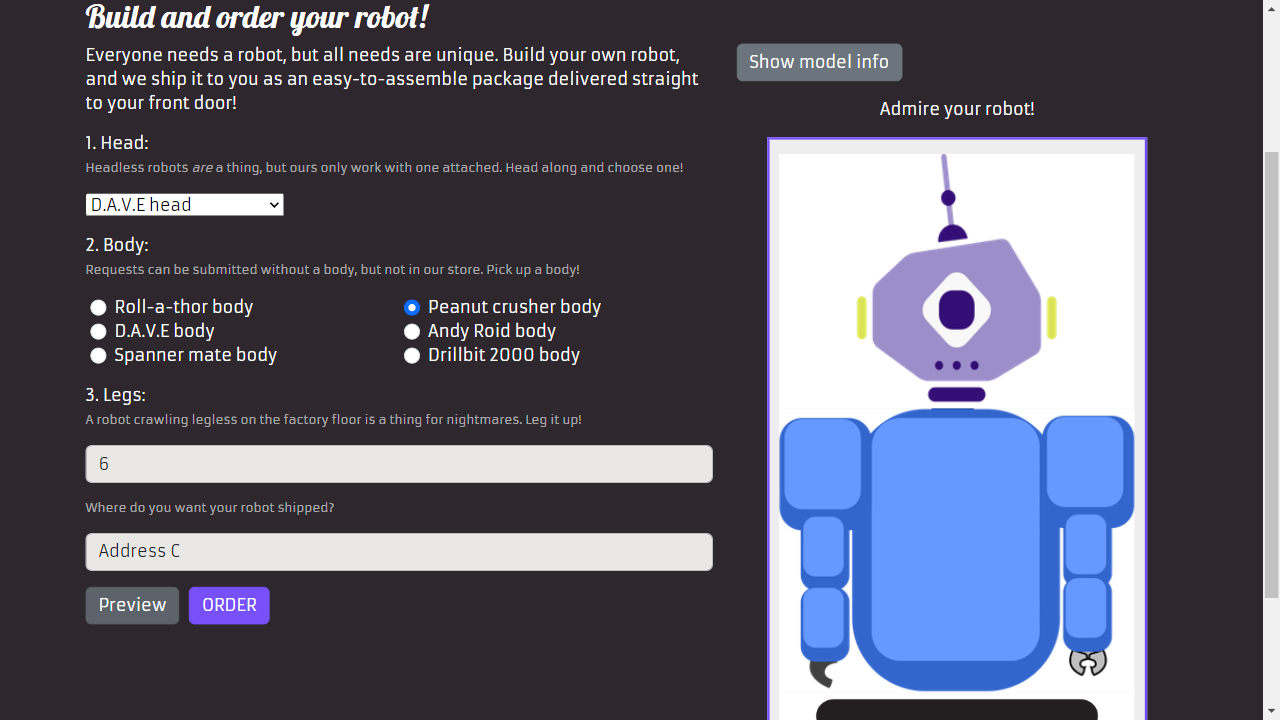 Build and order your robot!
Everyone needs a robot, but all needs are unique. Build your own robot,
and we ship it to you as an easy-to-assemble package delivered straight
to your front door!
1. Head:
Headless robots are a thing, but ours only work with one attached. Head along and choose one!
D.A.V.E head
2. Body:
Requests can be submitted without a body, but not in our store. Pick up a body!
Roll-a-thor body
Peanut crusher body
D.A.V.E body
Andy Roid body
Spanner mate body
Drillbit 2000 body
3. Legs:
A robot crawling legless on the factory floor is a thing for nightmares. Leg it up!
6
Where do you want your robot shipped?
Address C
Preview
ORDER
Show model info
Admire your robot!